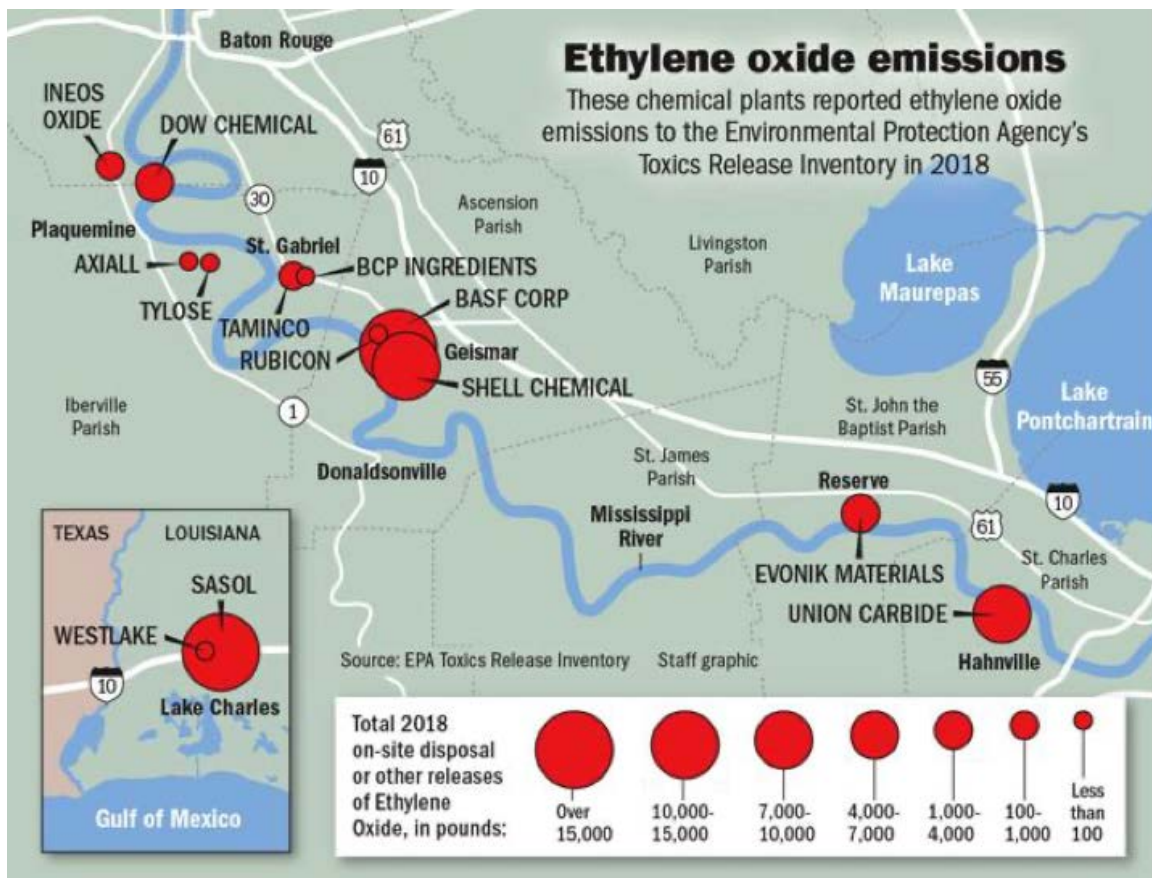 Ethylene oxide emissions
These chemical plants reported ethylene oxide
emissions to the Environmental Protection Agency's
Toxics Release Inventory in 2018
Baton Rouge
INEOS
OXIDE
DOW CHEMICAL
61
10
30
Ascension
Parish
Plaquemine
St. Gabriel
Livingston
Parish
Lake
Maurepas
AXIALL
BCP INGREDIENTS
TYLOSE
BASF CORP
TAMINCO
RUBICON
Geismar
SHELL CHEMICAL
55
Lake
Pontchartrain
Iberville
Parish
1
St. John the
Baptist Parish
Donaldsonville
St. James
Parish
Reserve
10
Mississippi
River
61
St. Charles
Parish
EVONIK MATERIALS
UNION CARBIDE
Hahnville
TEXAS
LOUISIANA
SASOL
WESTLAKE
10
Lake Charles
Gulf of Mexico
Source: EPA Toxics Release Inventory Staff graphic
Total 2018
on-site disposal
or other releases
of Ethylene
Oxide, in pounds:
Over
15,000
10,000-
15,000
7,000-
10,000
4,000-
7,000
1,000-
4,000
100-
1,000
Less
than
100